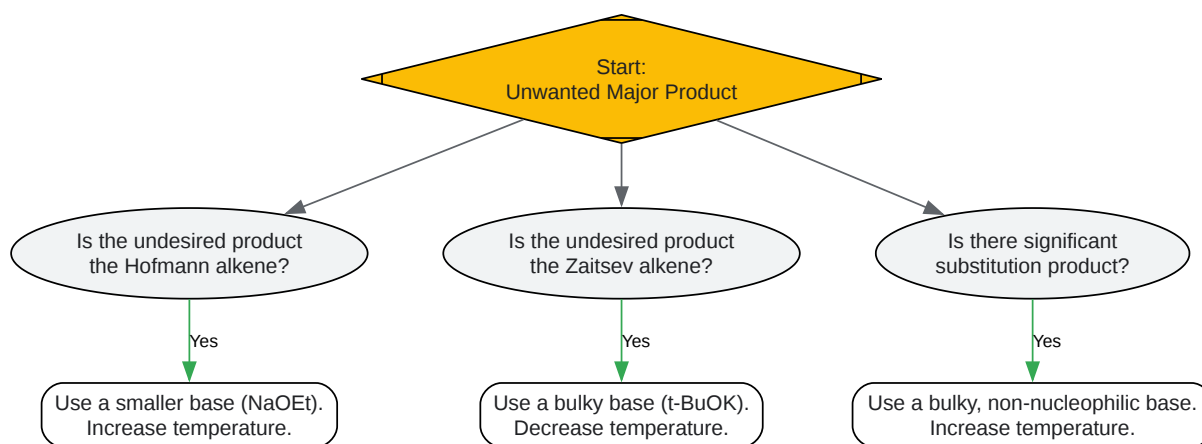 Start:
Unwanted Major Product
Is the undesired product
the Hofmann alkene?
Is the undesired product
the Zaitsev alkene?
Is there significant
substitution product?
Yes
Yes
Yes
Use a smaller base (NaOEt).
Increase temperature.
Use a bulky base (t-BuOK).
Decrease temperature.
Use a bulky, non-nucleophilic base.
Increase temperature.